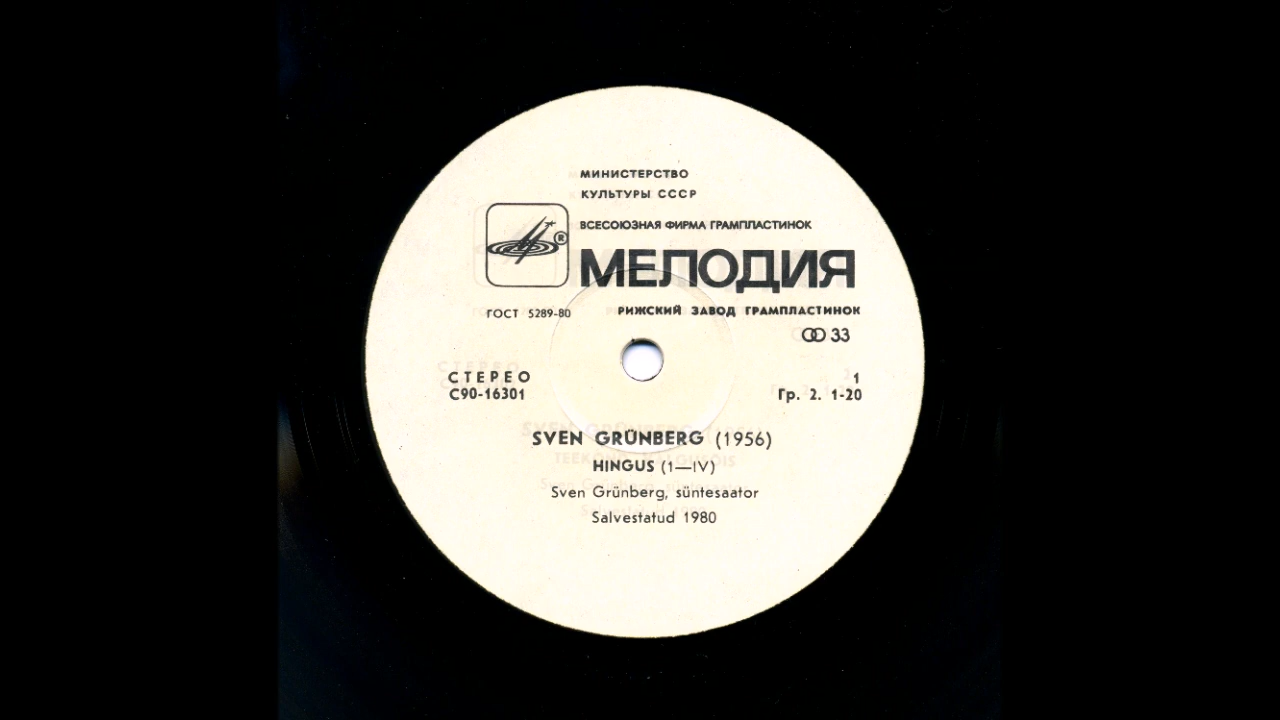 МИНИСТЕРСТВО
КУЛЬТУРЫ СССР
ВСЕСОЮЗНАЯ ФИРМА ГРАМПЛАСТИНОК
®
МЕЛОДИЯ
ГОСТ 5289-80
РИЖСКИЙ ЗАВОД ГРАМПЛАСТИНОК
33
СТЕРЕО
1
С90-16301
Гр. 2. 1-20
SVEN GRÜNBERG (1956)
HINGUS (1—IV)
Sven Grünberg, süntesaator
Salvestatud 1980